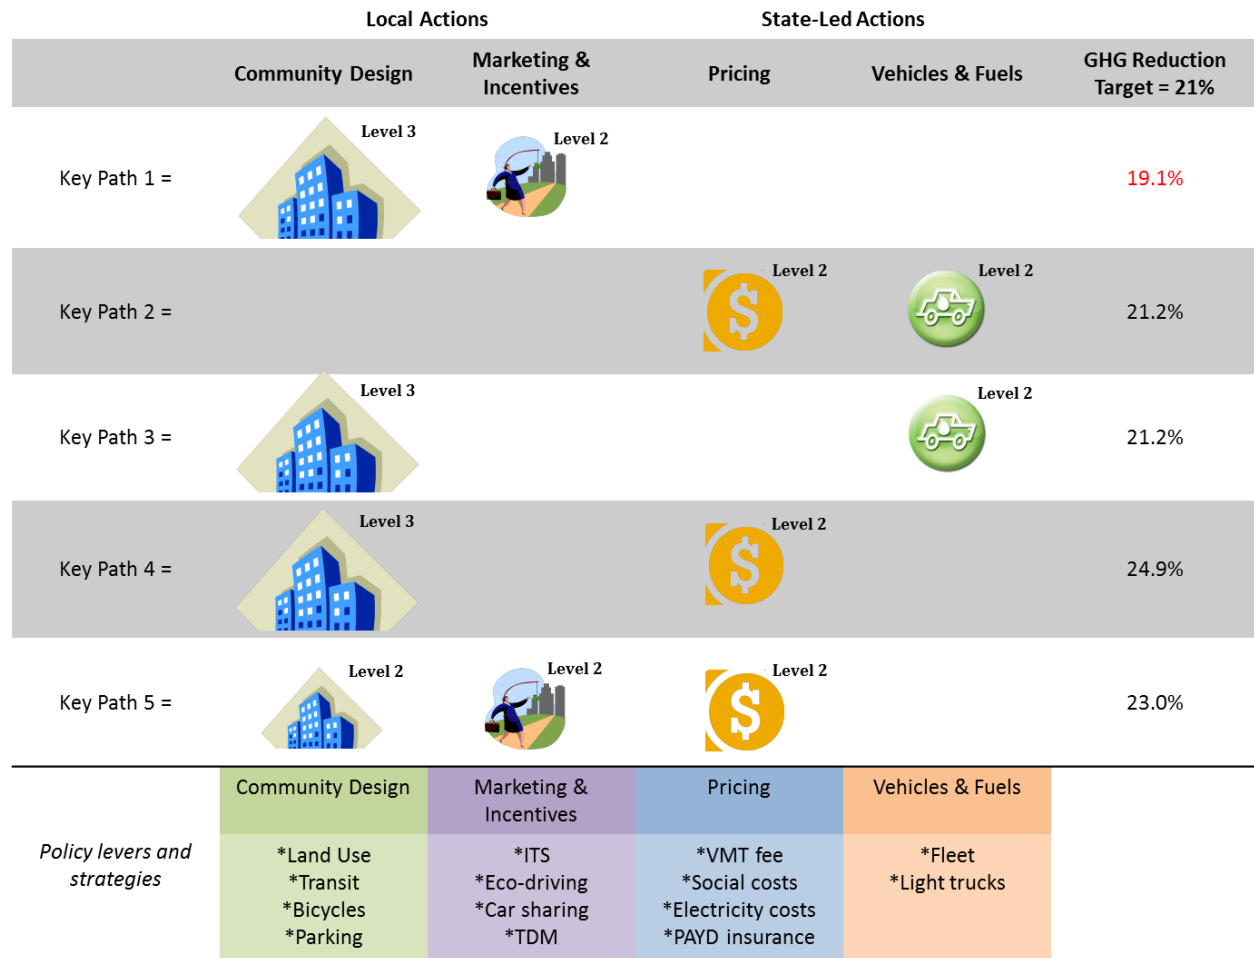 Local Actions
State-Led Actions
Community Design
Marketing &
Incentives
Pricing
Vehicles & Fuels
GHG Reduction
Target = 21%
Key Path 1 =
Level 3
Level 2
19.1%
Key Path 2 =
Level 2
Level 2
21.2%
Key Path 3 =
Level 3
Level 2
21.2%
Key Path 4 =
Level 3
Level 2
24.9%
Key Path 5 =
Level 2
Level 2
Level 2
23.0%
Policy levers and
strategies
Community Design
*Land Use
*Transit
*Bicycles
*Parking
Marketing &
Incentives
*ITS
*Eco-driving
*Car sharing
*TDM
Pricing
*VMT fee
*Social costs
*Electricity costs
*PAYD insurance
Vehicles & Fuels
*Fleet
*Light trucks